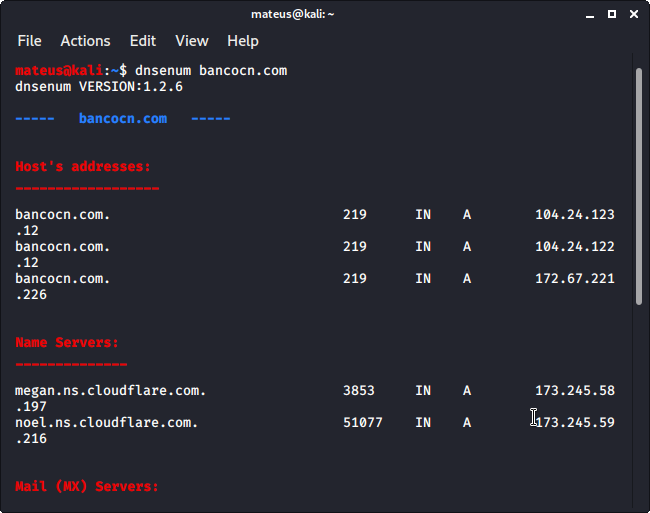 mateus@kali: ~
File Actions Edit View Help
mateus@kali:~$ dnsenum bancocn.com
dnsenum VERSION:1.2.6
----- bancocn.com -----
Host's addresses:
__________________
bancocn.com. 219 IN A 104.24.123
.12
bancocn.com. 219 IN A 104.24.122
.12
bancocn.com. 219 IN A 172.67.221
.226
Name Servers:
______________
megan.ns.cloudflare.com. 3853 IN A 173.245.58
.197
noel.ns.cloudflare.com. 51077 IN A 173.245.59
.216
Mail (MX) Servers: